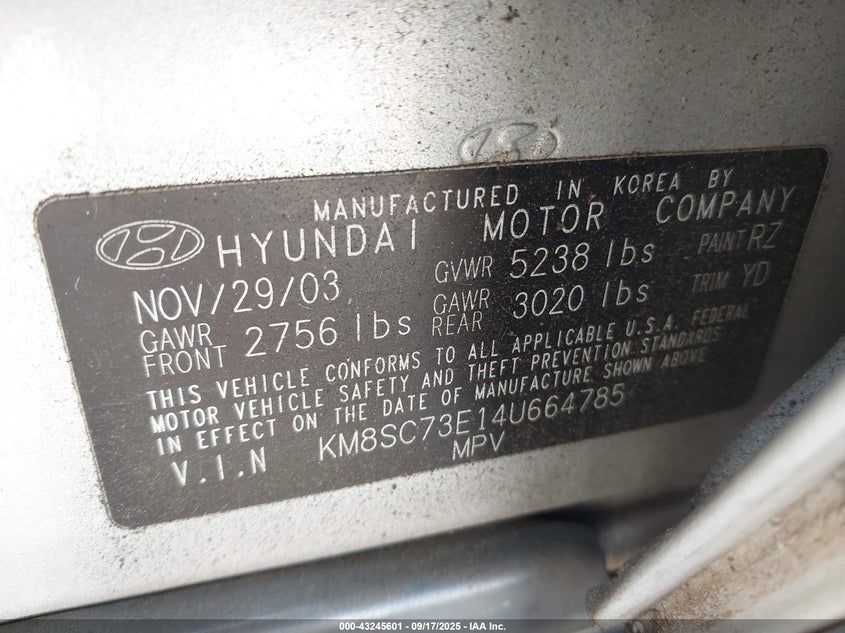 MANUFACTURED IN KOREA BY
HYUNDAI MOTOR COMPANY
NOV/29/03 GVWR 5238 lbs PAINT RZ
GAWR FRONT 2756 lbs GAWR REAR 3020 lbs TRIM YD
THIS VEHICLE CONFORMS TO ALL APPLICABLE U.S.A. FEDERAL
MOTOR VEHICLE SAFETY AND THEFT PREVENTION STANDARDS
IN EFFECT ON THE DATE OF MANUFACTURE SHOWN ABOVE
V.I.N KM8SC73E14U664785
MPV
000-43245601 - 09/17/2025 - IAA Inc.